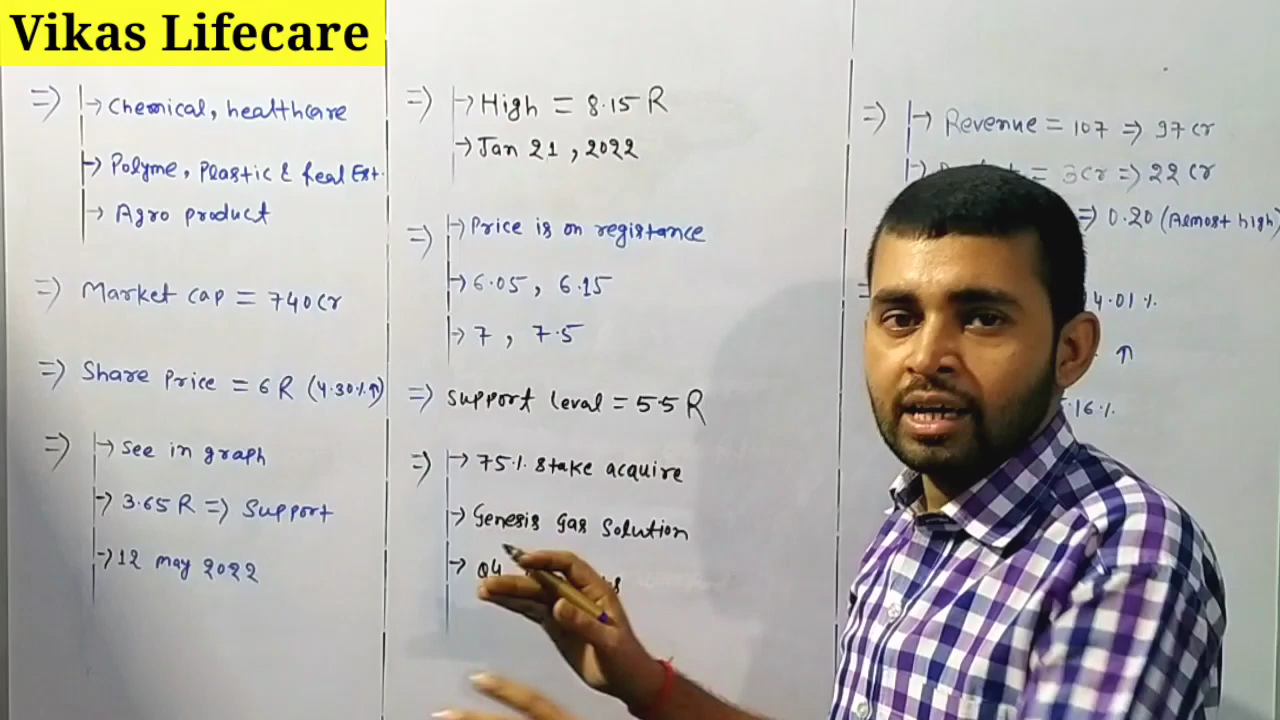 Vikas Lifecare
=> → Chemical, healthcare
→ Polyme, Plastic & Real Est.
→ Agro product
=> Market cap = 740 cr
=> Share Price = 6 R (4.30% ↑)
=> → See in graph
→ 3.65 R => Support
→ 12 May 2022
=> → High = 8.15 R
→ Jan 21, 2022
=> → Price is on registance
→ 6.05, 6.15
→ 7, 7.5
=> Support leval = 5.5 R
=> → 75% stake acquire
→ Genesis Gas Solution
→ Q4
=> → Revenue = 107 => 97 cr
→ = 3 cr => 22 cr
=> 0.20 (Almost high)
=> 4.01 %
↑
.16 %